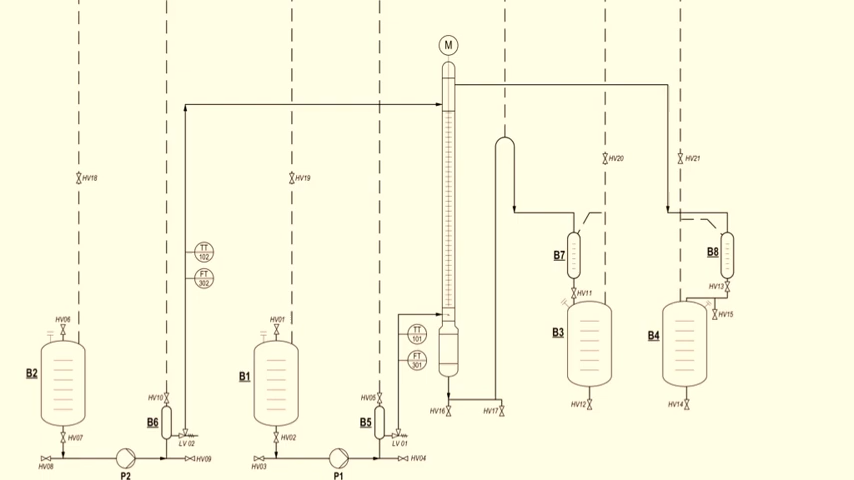 M
HV20
HV21
HV18
HV19
TT
102
FT
302
B7
B8
HV13
HV11
HV15
HV06
HV01
TT
101
FT
301
B3
B4
B2
B1
HV10
HV05
HV16
HV17
HV12
HV14
B6
B5
HV07
LV 02
HV02
LV 01
HV08
HV09
HV03
HV04
P2
P1